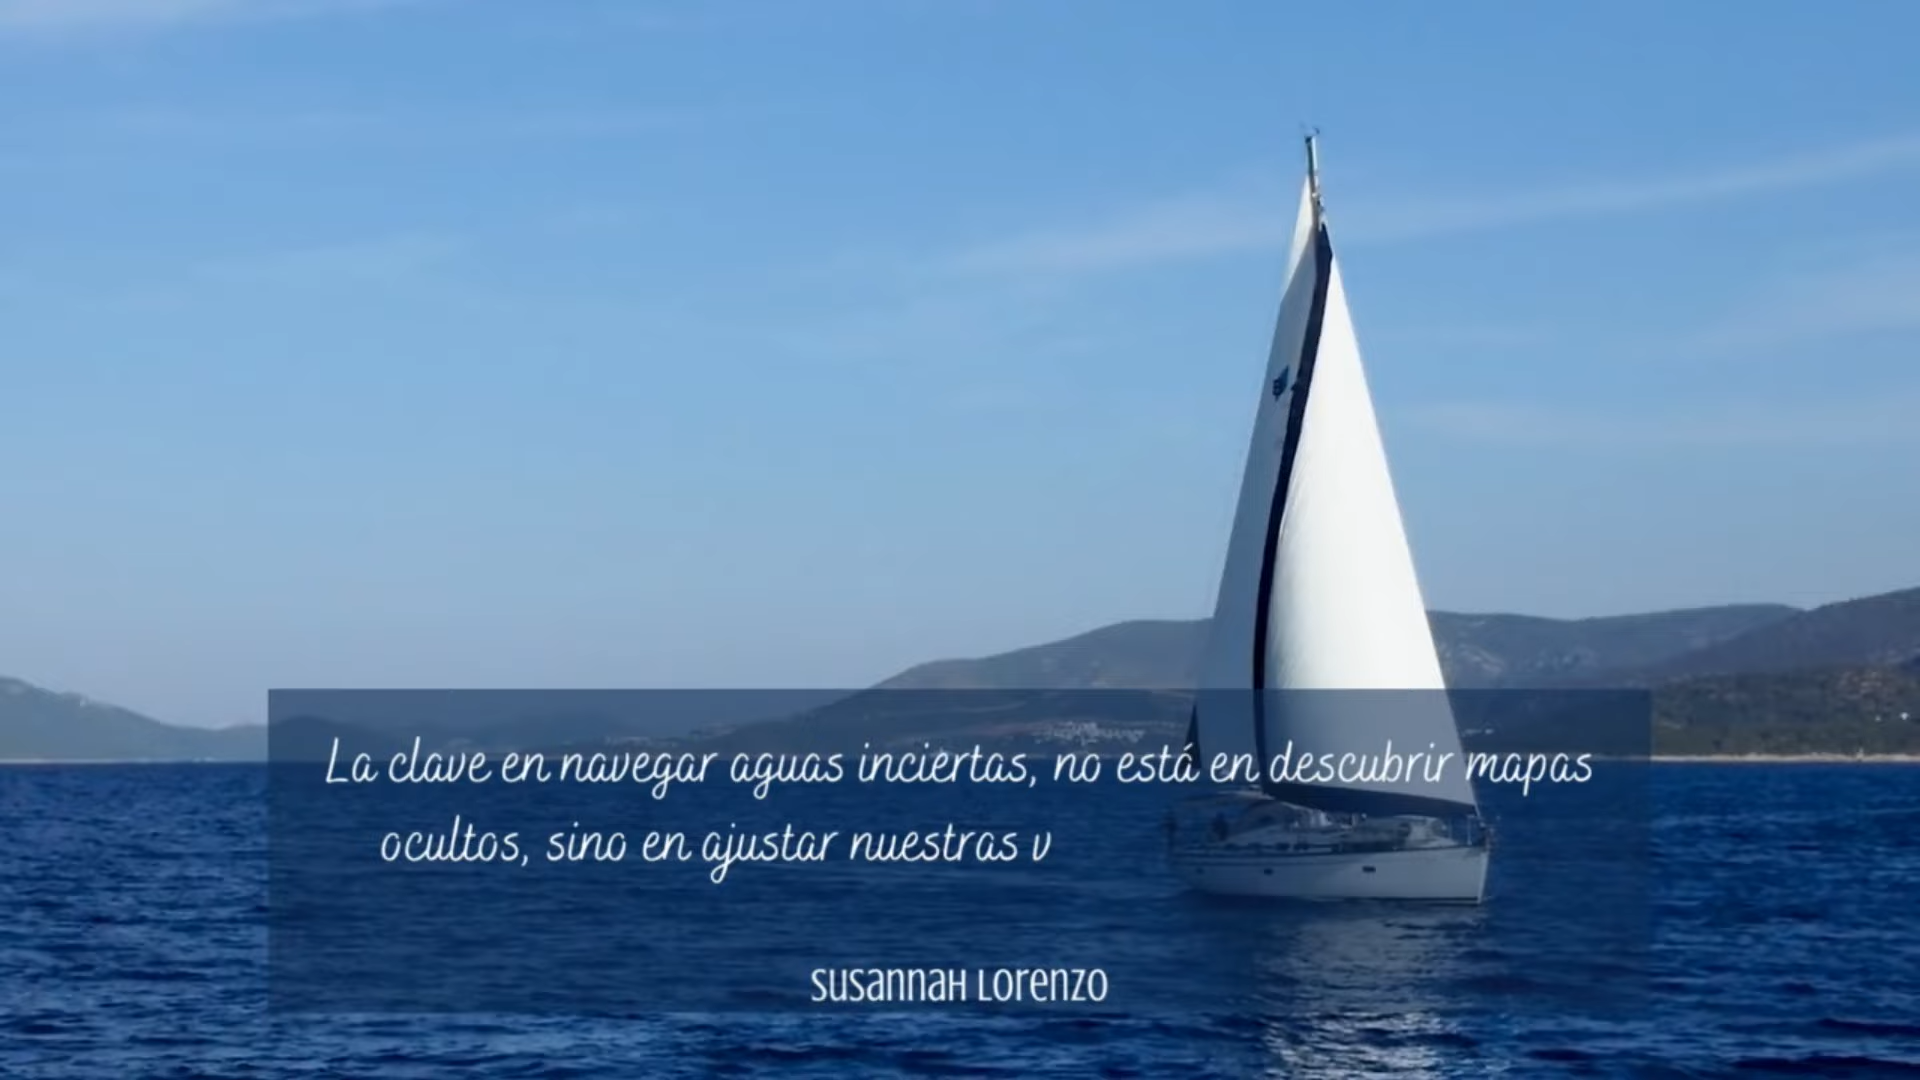 La clave en navegar aguas inciertas, no está en descubrir mapas
ocultos, sino en ajustar nuestras v
Susannah Lorenzo